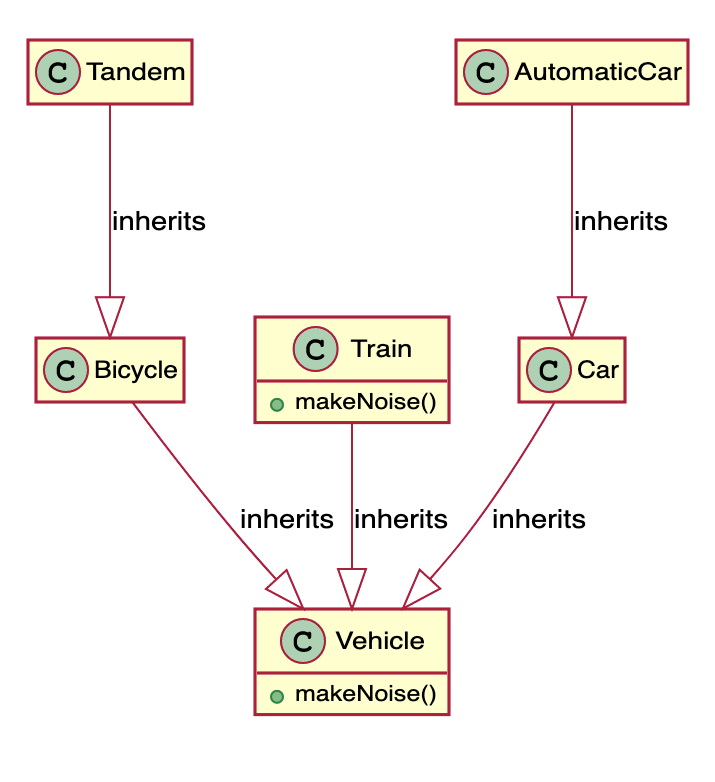 C Tandem
C AutomaticCar
inherits
inherits
C Bicycle
C Train
makeNoise()
C Car
inherits
inherits
inherits
C Vehicle
makeNoise()